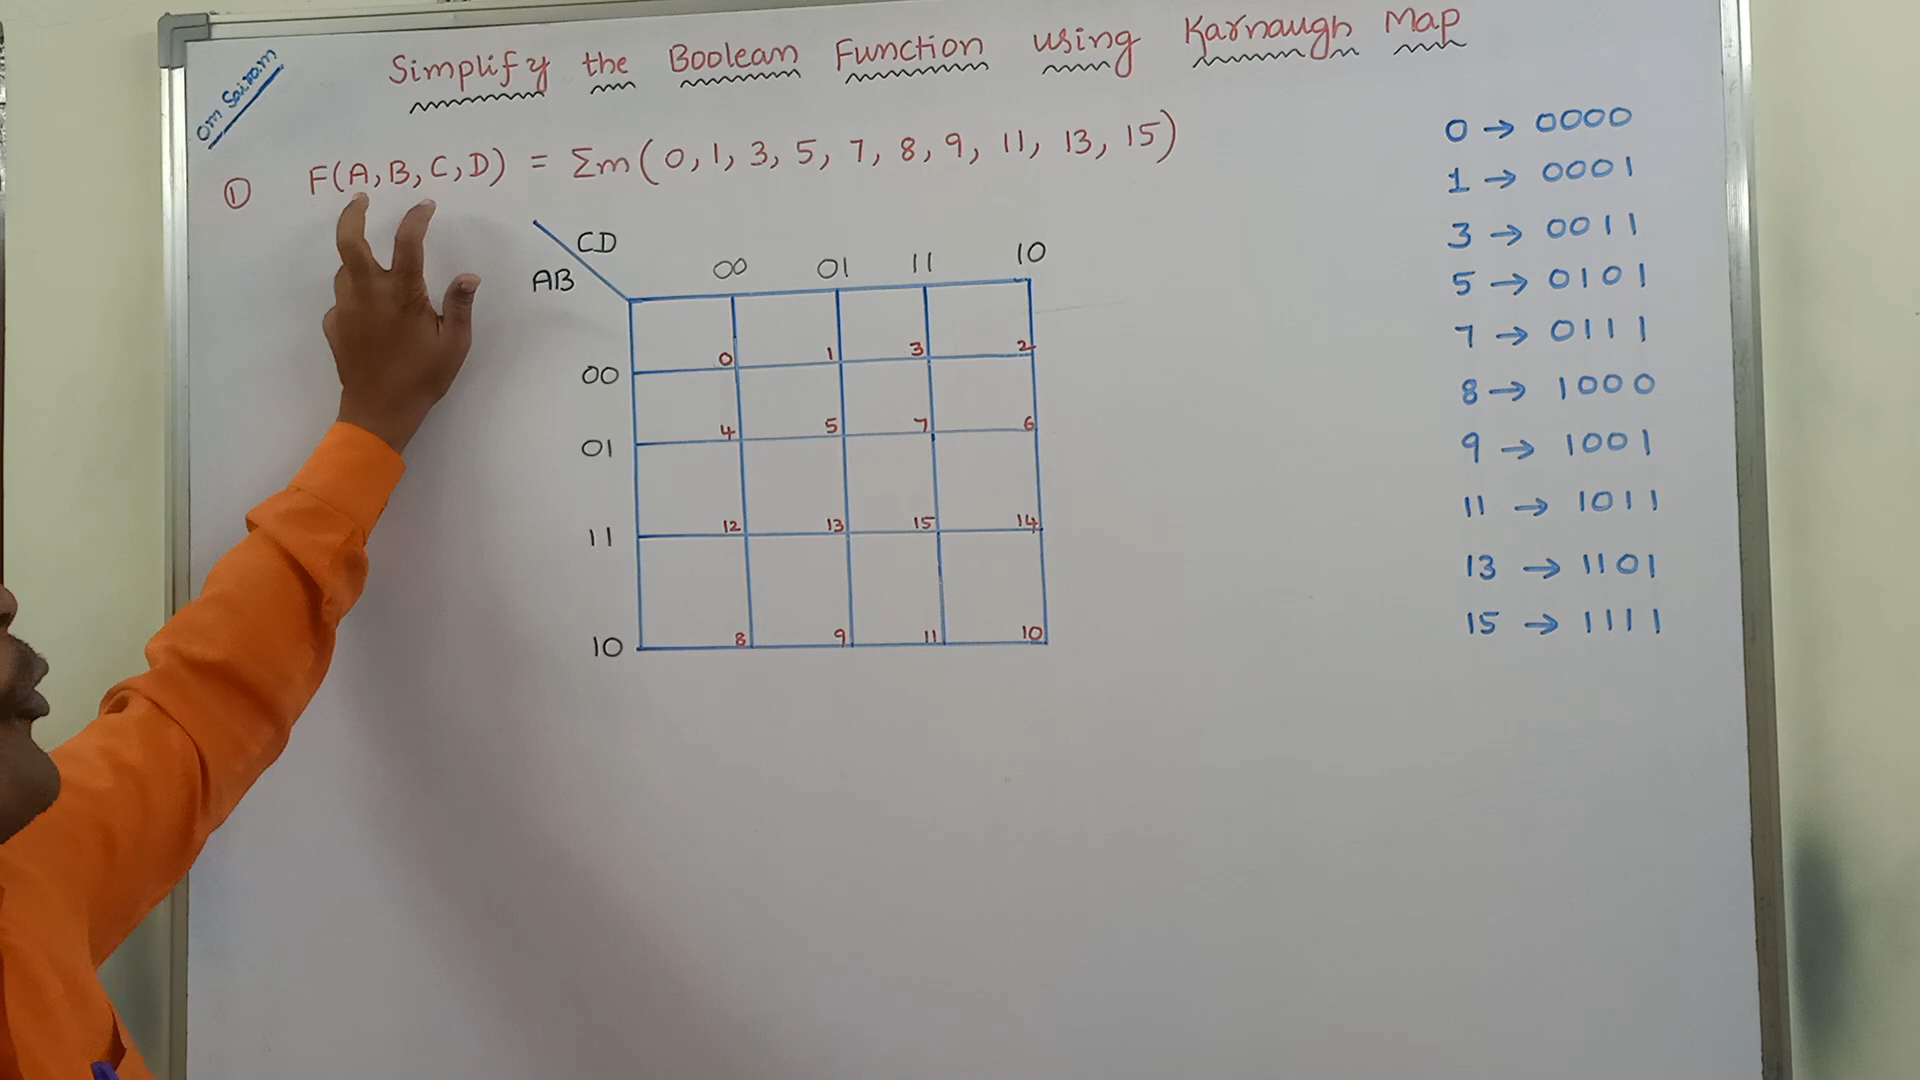 Om Sairam
Simplify the Boolean Function using Karnaugh Map
① F(A,B,C,D) = Σm(0,1,3,5,7,8,9,11,13,15)
CD
AB
00 01 11 10
0 1 3 2
00
4 5 7 6
01
12 13 15 14
11
8 9 11 10
10
0 → 0000
1 → 0001
3 → 0011
5 → 0101
7 → 0111
8 → 1000
9 → 1001
11 → 1011
13 → 1101
15 → 1111